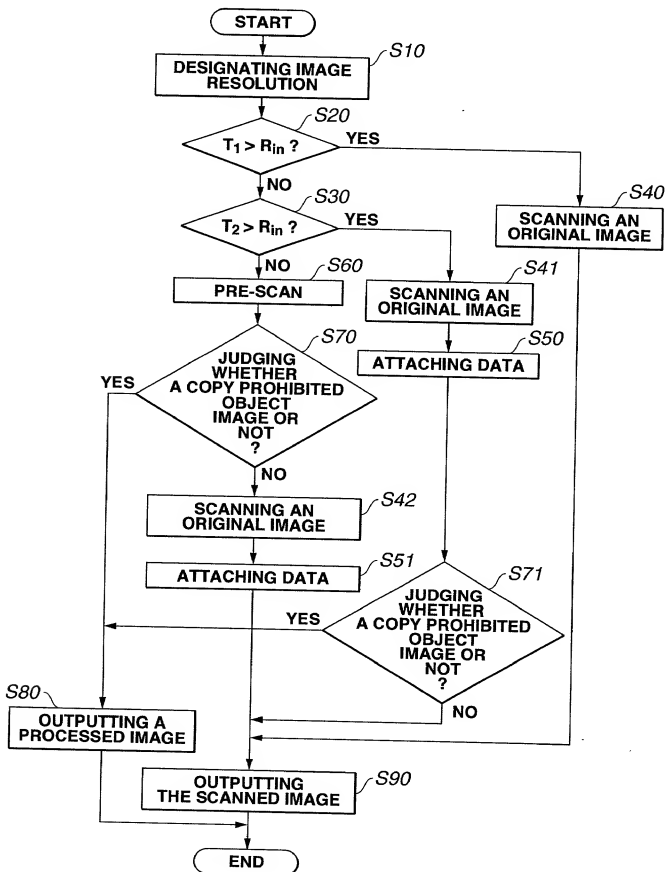 START
S10
DESIGNATING IMAGE
RESOLUTION
S20
T1 > Rin ?
YES
NO
S30
T2 > Rin ?
YES
NO
S40
SCANNING AN
ORIGINAL IMAGE
S60
PRE-SCAN
S41
SCANNING AN
ORIGINAL IMAGE
S50
ATTACHING DATA
S70
JUDGING
WHETHER
A COPY PROHIBITED
OBJECT
IMAGE OR
NOT
?
YES
NO
S42
SCANNING AN
ORIGINAL IMAGE
S51
ATTACHING DATA
S71
JUDGING
WHETHER
A COPY PROHIBITED
OBJECT
IMAGE OR
NOT
?
YES
NO
S80
OUTPUTTING A
PROCESSED IMAGE
S90
OUTPUTTING
THE SCANNED IMAGE
END